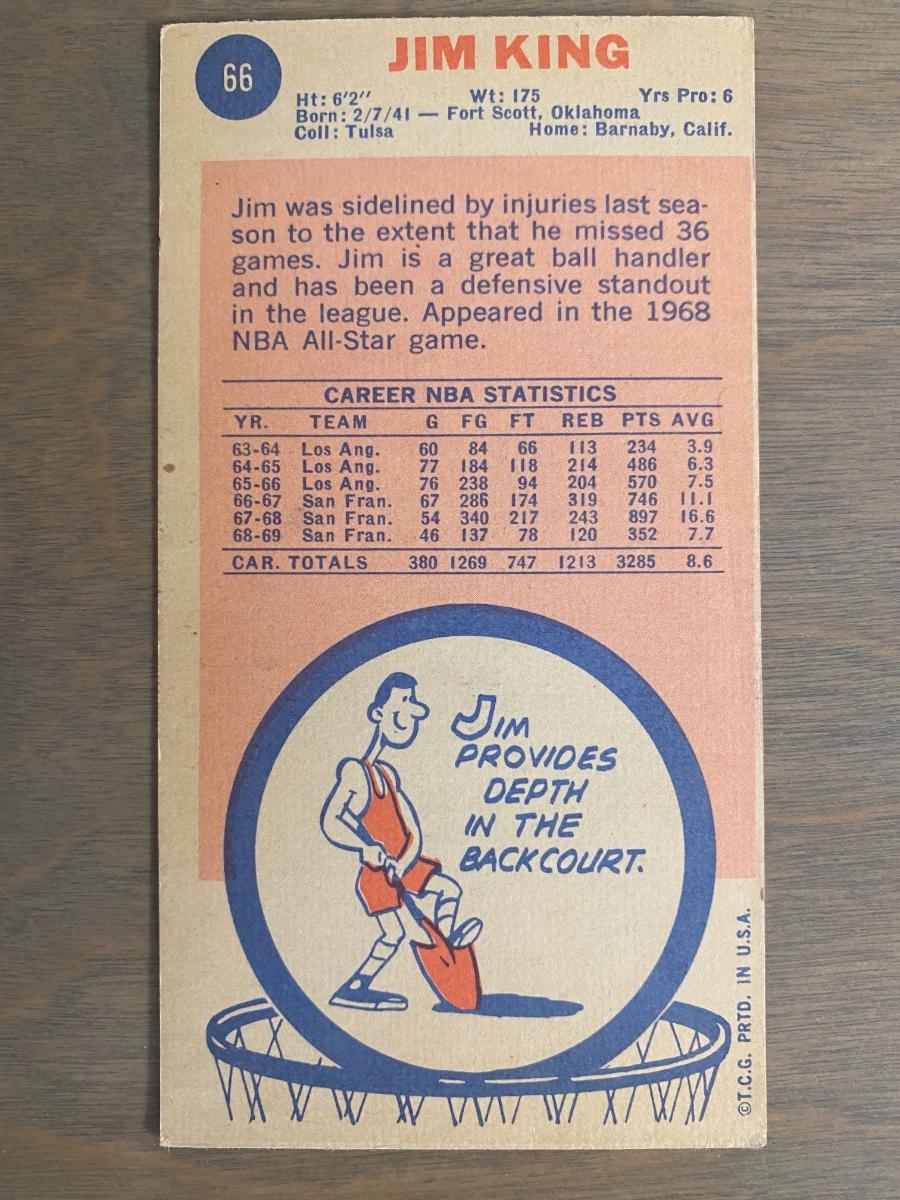 66
JIM KING
Ht: 6'2'' Wt: 175 Yrs Pro: 6
Born: 2/7/41 — Fort Scott, Oklahoma
Coll: Tulsa Home: Barnaby, Calif.
Jim was sidelined by injuries last sea-
son to the extent that he missed 36
games. Jim is a great ball handler
and has been a defensive standout
in the league. Appeared in the 1968
NBA All-Star game.
CAREER NBA STATISTICS
YR. TEAM G FG FT REB PTS AVG
63-64 Los Ang. 60 84 66 113 234 3.9
64-65 Los Ang. 77 184 118 214 486 6.3
65-66 Los Ang. 76 238 94 204 570 7.5
66-67 San Fran. 67 286 174 319 746 11.1
67-68 San Fran. 54 340 217 243 897 16.6
68-69 San Fran. 46 137 78 120 352 7.7
CAR. TOTALS 380 1269 747 1213 3285 8.6
JIM
PROVIDES
DEPTH
IN THE
BACKCOURT.
©T.C.G. PRTD. IN U.S.A.